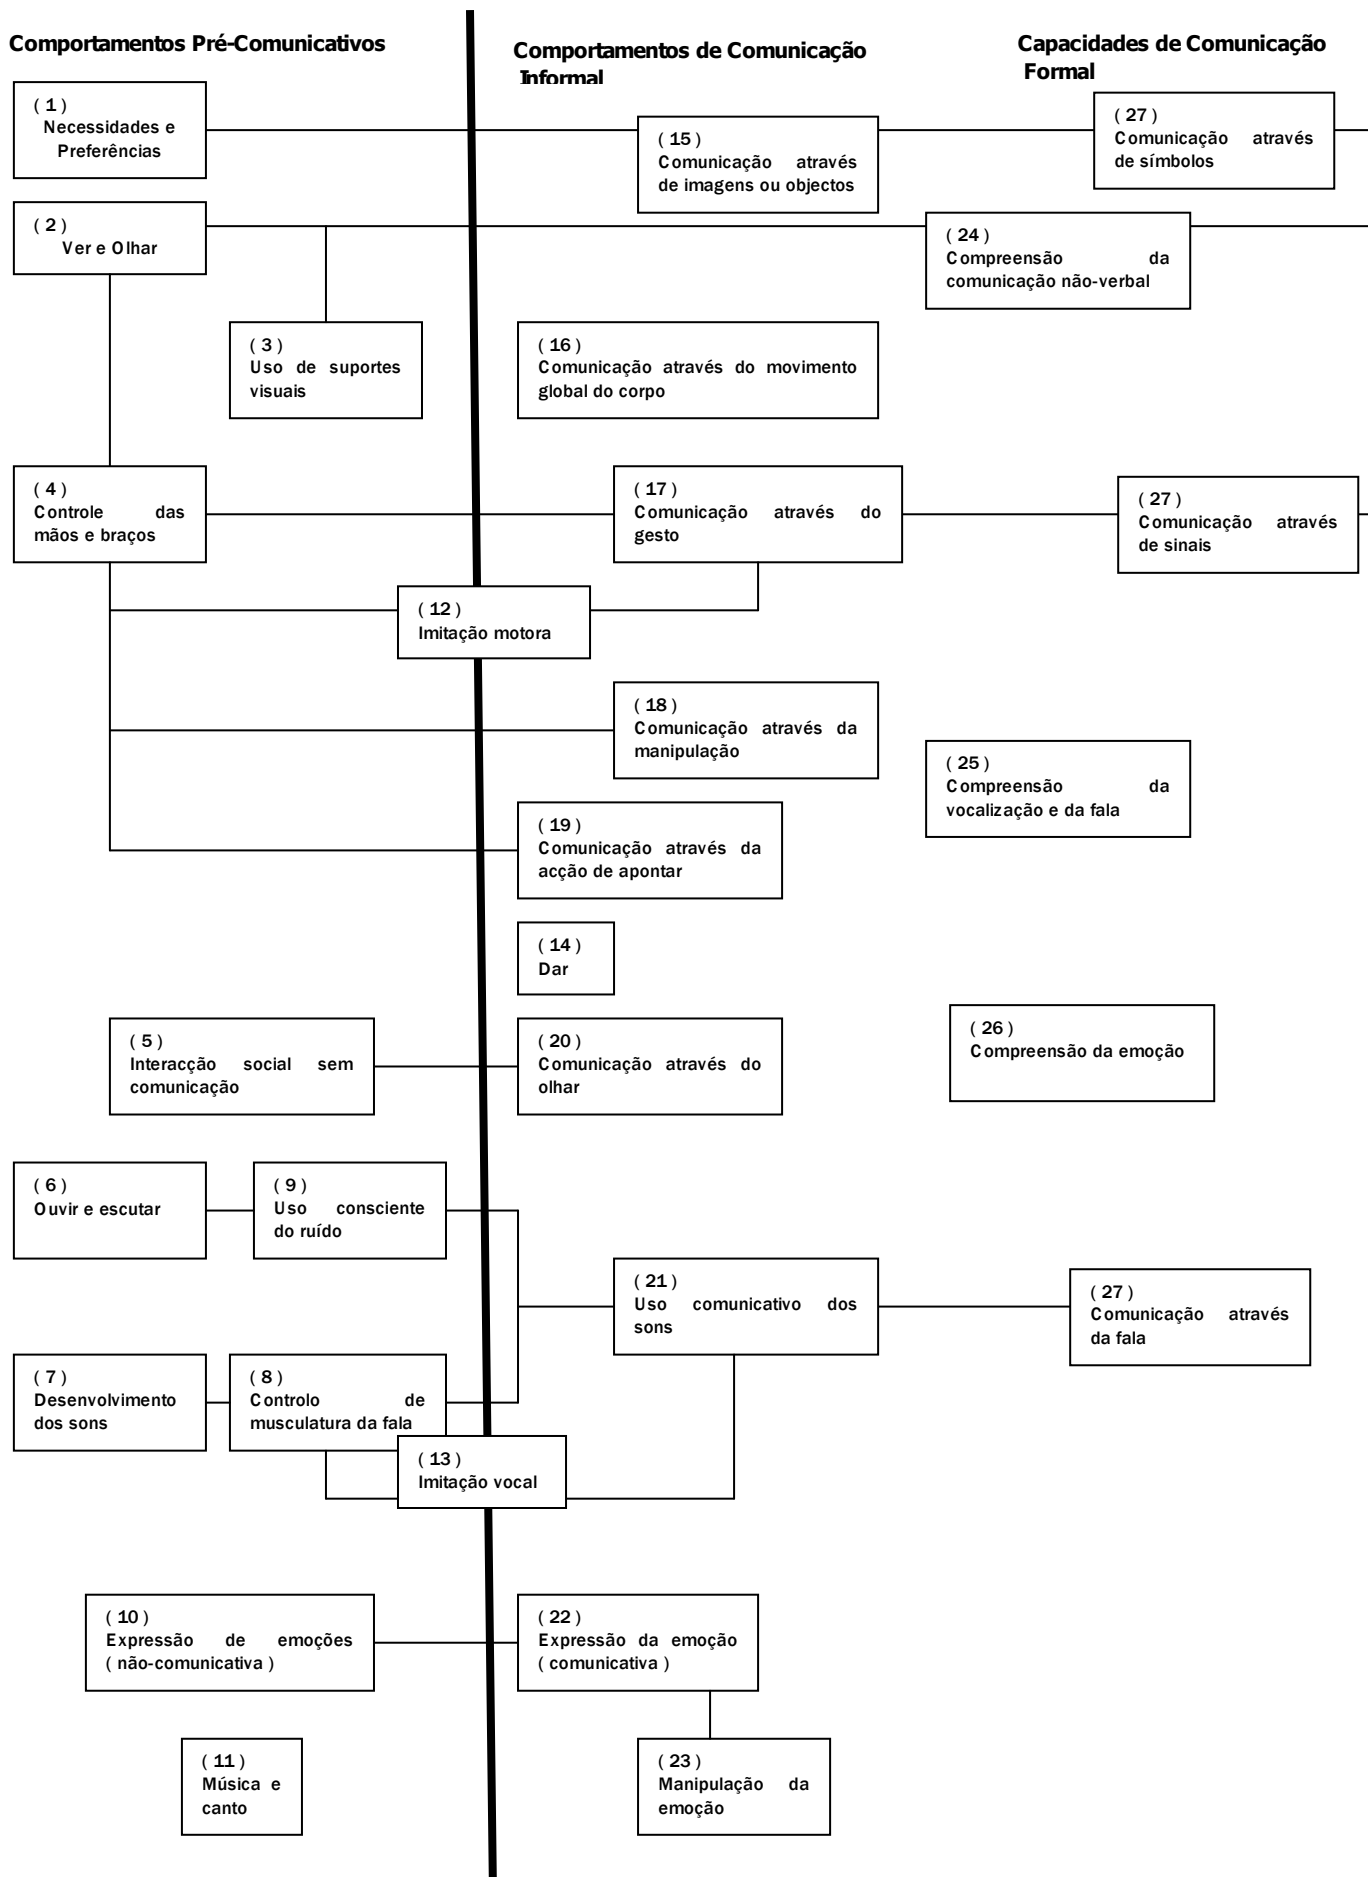 Comportamentos Pré-Comunicativos
Comportamentos de Comunicação
Informal
Capacidades de Comunicação
Formal
( 1 )
Necessidades e
Preferências
( 15 )
Comunicação através
de imagens ou objectos
( 27 )
Comunicação através
de símbolos
( 2 )
Ver e Olhar
( 24 )
Compreensão da
comunicação não-verbal
( 3 )
Uso de suportes
visuais
( 16 )
Comunicação através do movimento
global do corpo
( 4 )
Controle das
mãos e braços
( 17 )
Comunicação através do
gesto
( 27 )
Comunicação através
de sinais
( 12 )
Imitação motora
( 18 )
Comunicação através da
manipulação
( 25 )
Compreensão da
vocalização e da fala
( 19 )
Comunicação através da
acção de apontar
( 14 )
Dar
( 5 )
Interacção social sem
comunicação
( 20 )
Comunicação através do
olhar
( 26 )
Compreensão da emoção
( 6 )
Ouvir e escutar
( 9 )
Uso consciente
do ruído
( 21 )
Uso comunicativo dos
sons
( 27 )
Comunicação através
da fala
( 7 )
Desenvolvimento
dos sons
( 8 )
Controlo de
musculatura da fala
( 13 )
Imitação vocal
( 10 )
Expressão de emoções
( não-comunicativa )
( 22 )
Expressão da emoção
( comunicativa )
( 11 )
Música e
canto
( 23 )
Manipulação da
emoção